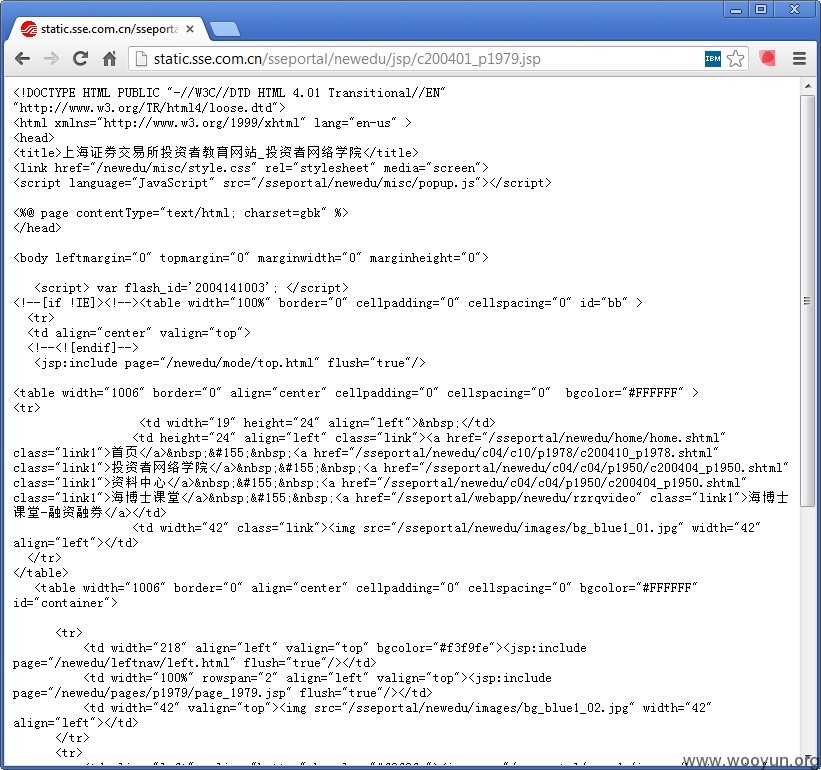 static.sse.com.cn/sseporta
static.sse.com.cn/sseportal/newedu/jsp/c200401_p1979.jsp
IBM
<!DOCTYPE HTML PUBLIC "-//W3C//DTD HTML 4.01 Transitional//EN"
"http://www.w3.org/TR/html4/loose.dtd">
<html xmlns="http://www.w3.org/1999/xhtml" lang="en-us" >
<head>
<title>上海证券交易所投资者教育网站_投资者网络学院</title>
<link href="/newedu/misc/style.css" rel="stylesheet" media="screen">
<script language="JavaScript" src="/sseportal/newedu/misc/popup.js"></script>
<%@ page contentType="text/html; charset=gbk" %>
</head>
<body leftmargin="0" topmargin="0" marginwidth="0" marginheight="0">
<script> var flash_id='2004141003'; </script>
<!--[if !IE]><!--><table width="100%" border="0" cellpadding="0" cellspacing="0" id="bb" >
<tr>
<td align="center" valign="top">
<!--<![endif]-->
<jsp:include page="/newedu/mode/top.html" flush="true"/>
<table width="1006" border="0" align="center" cellpadding="0" cellspacing="0"  bgcolor="#FFFFFF" >
<tr>
<td width="19" height="24" align="left">&nbsp;</td>
<td height="24" align="left" class="link"><a href="/sseportal/newedu/home/home.shtml"
class="link1">首页</a>&nbsp;&#155;&nbsp;<a href="/sseportal/newedu/c04/c10/p1978/c200410_p1978.shtml"
class="link1">投资者网络学院</a>&nbsp;&#155;&nbsp;<a href="/sseportal/newedu/c04/c04/p1950/c200404_p1950.shtml"
class="link1">资料中心</a>&nbsp;&#155;&nbsp;<a href="/sseportal/newedu/c04/c04/p1950/c200404_p1950.shtml"
class="link1">海博士课堂</a>&nbsp;&#155;&nbsp;<a href="/sseportal/webapp/newedu/rzrqvideo" class="link1">海博士
课堂-融资融券</a></td>
<td width="42" class="link"><img src="/sseportal/newedu/images/bg_blue1_01.jpg" width="42"
align="left"></td>
</tr>
</table>
<table width="1006" border="0" align="center" cellpadding="0" cellspacing="0" bgcolor="#FFFFFF"
id="container">
<tr>
<td width="218" align="left" valign="top" bgcolor="#f3f9fe"><jsp:include
page="/newedu/leftnav/left.html" flush="true"/></td>
<td width="100%" rowspan="2" align="left" valign="top"><jsp:include
page="/newedu/pages/p1979/page_1979.jsp" flush="true"/></td>
<td width="42" valign="top"><img src="/sseportal/newedu/images/bg_blue1_02.jpg" width="42"
align="left"></td>
</tr>
<tr>
www.wooyun.org